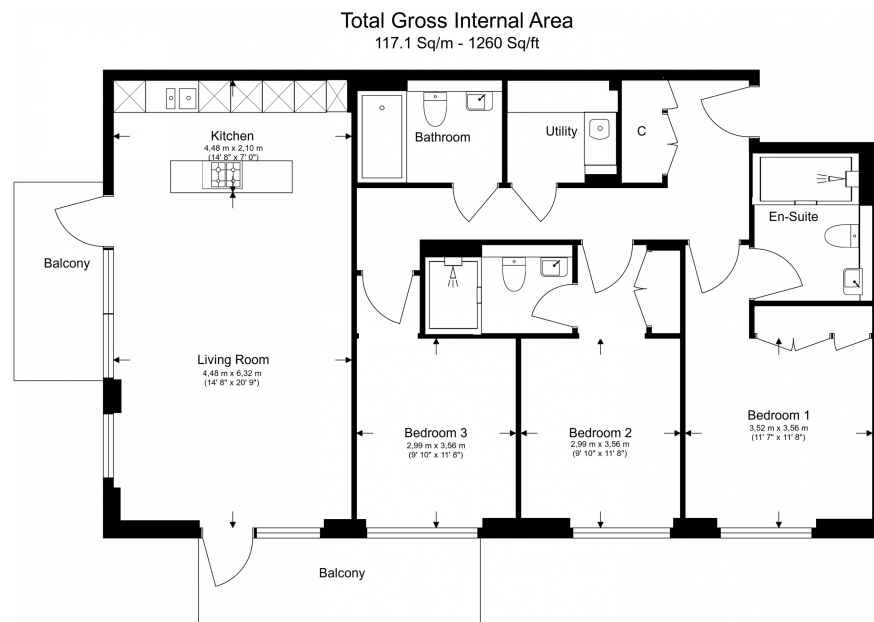 Total Gross Internal Area
117.1 Sq/m - 1260 Sq/ft
Kitchen
4,48 m x 2,10 m
(14' 8" x 7' 0")
Bathroom
Utility
C
En-Suite
Balcony
Living Room
4,48 m x 6,32 m
(14' 8" x 20' 9")
Bedroom 3
2,99 m x 3,56 m
(9' 10" x 11' 8")
Bedroom 2
2,99 m x 3,56 m
(9' 10" x 11' 8")
Bedroom 1
3,52 m x 3,56 m
(11' 7" x 11' 8")
Balcony